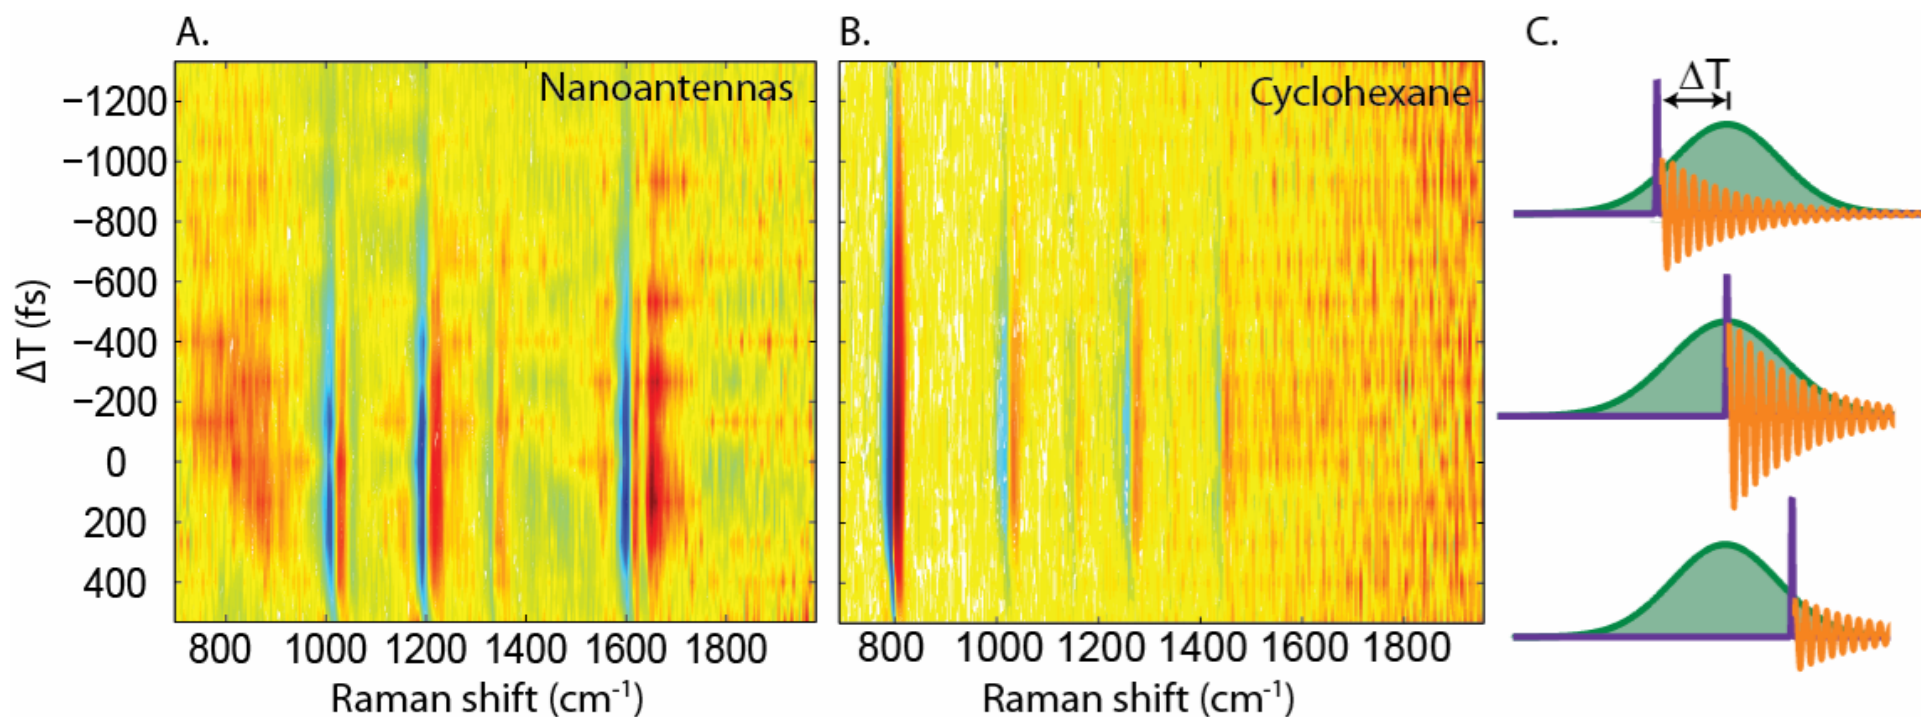 A.
B.
C.
Nanoantennas
Cyclohexane
ΔT
ΔT (fs)
−1200
−1000
−800
−600
−400
−200
0
200
400
800 1000 1200 1400 1600 1800
800 1000 1200 1400 1600 1800
Raman shift (cm⁻¹)
Raman shift (cm⁻¹)